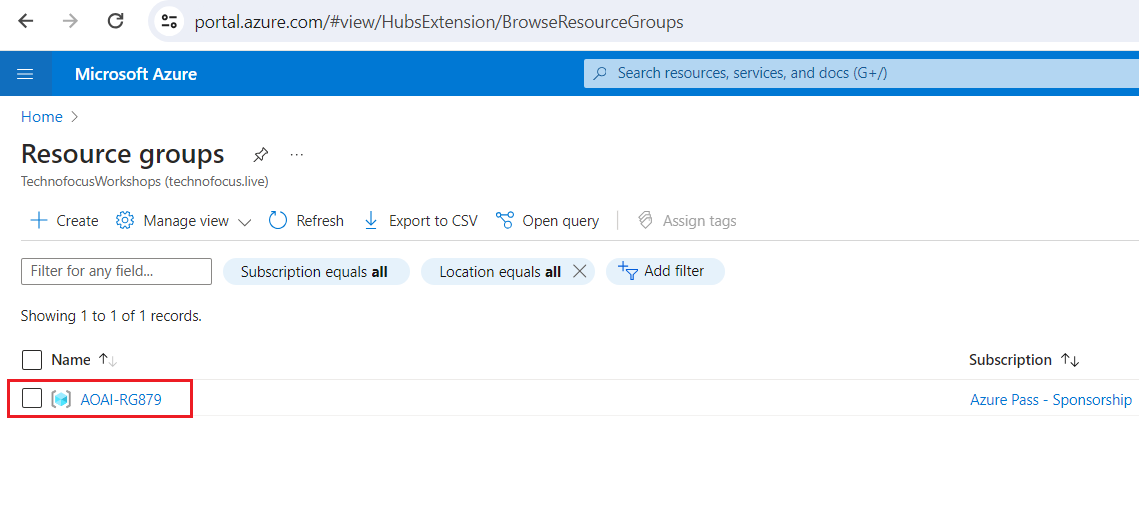 portal.azure.com/#view/HubsExtension/BrowseResourceGroups
Microsoft Azure
Search resources, services, and docs (G+/)
Home
Resource groups
TechnofocusWorkshops (technofocus.live)
Create Manage view Refresh Export to CSV Open query Assign tags
Filter for any field... Subscription equals all Location equals all Add filter
Showing 1 to 1 of 1 records.
Name Subscription
AOAI-RG879 Azure Pass - Sponsorship